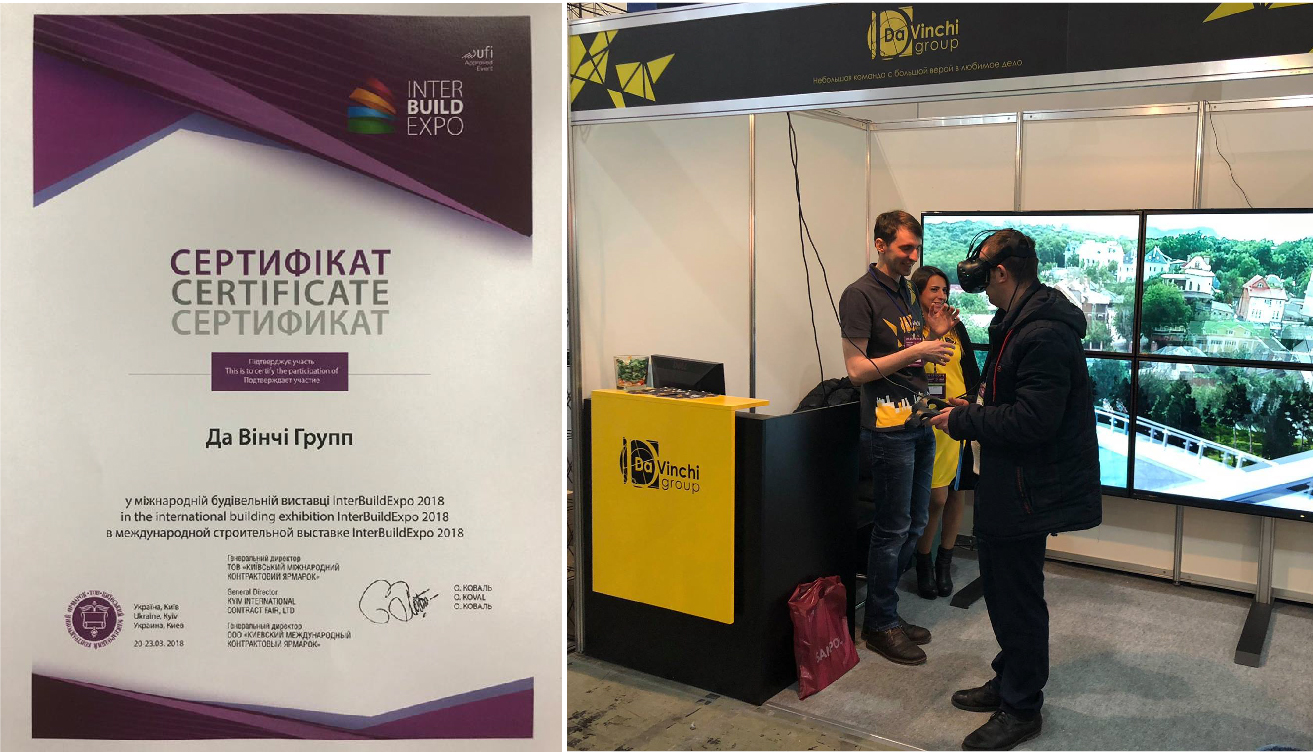 ufi
Approved
Event
INTER
BUILD
EXPO
СЕРТИФІКАТ
CERTIFICATE
СЕРТИФИКАТ
Підтверджує участь
This is to certify the participation of
Подтверждает участие
Да Вінчі Групп
у міжнародній будівельній виставці InterBuildExpo 2018
in the international building exhibition InterBuildExpo 2018
в международной строительной выставке InterBuildExpo 2018
Генеральний директор
ТОВ «КИЇВСЬКИЙ МІЖНАРОДНИЙ
КОНТРАКТОВИЙ ЯРМАРОК»
General Director
KYIV INTERNATIONAL
CONTRACT FAIR, LTD
Генеральный директор
ООО «КИЕВСКИЙ МЕЖДУНАРОДНЫЙ
КОНТРАКТОВЫЙ ЯРМАРОК»
О. КОВАЛЬ
O. KOVAL
О. КОВАЛЬ
Україна, Київ
Ukraine, Kyiv
Украина, Киев
20-23.03. 2018
Da Vinchi
group
Небольшая команда с большой верой в любимое дело
Da Vinchi
group